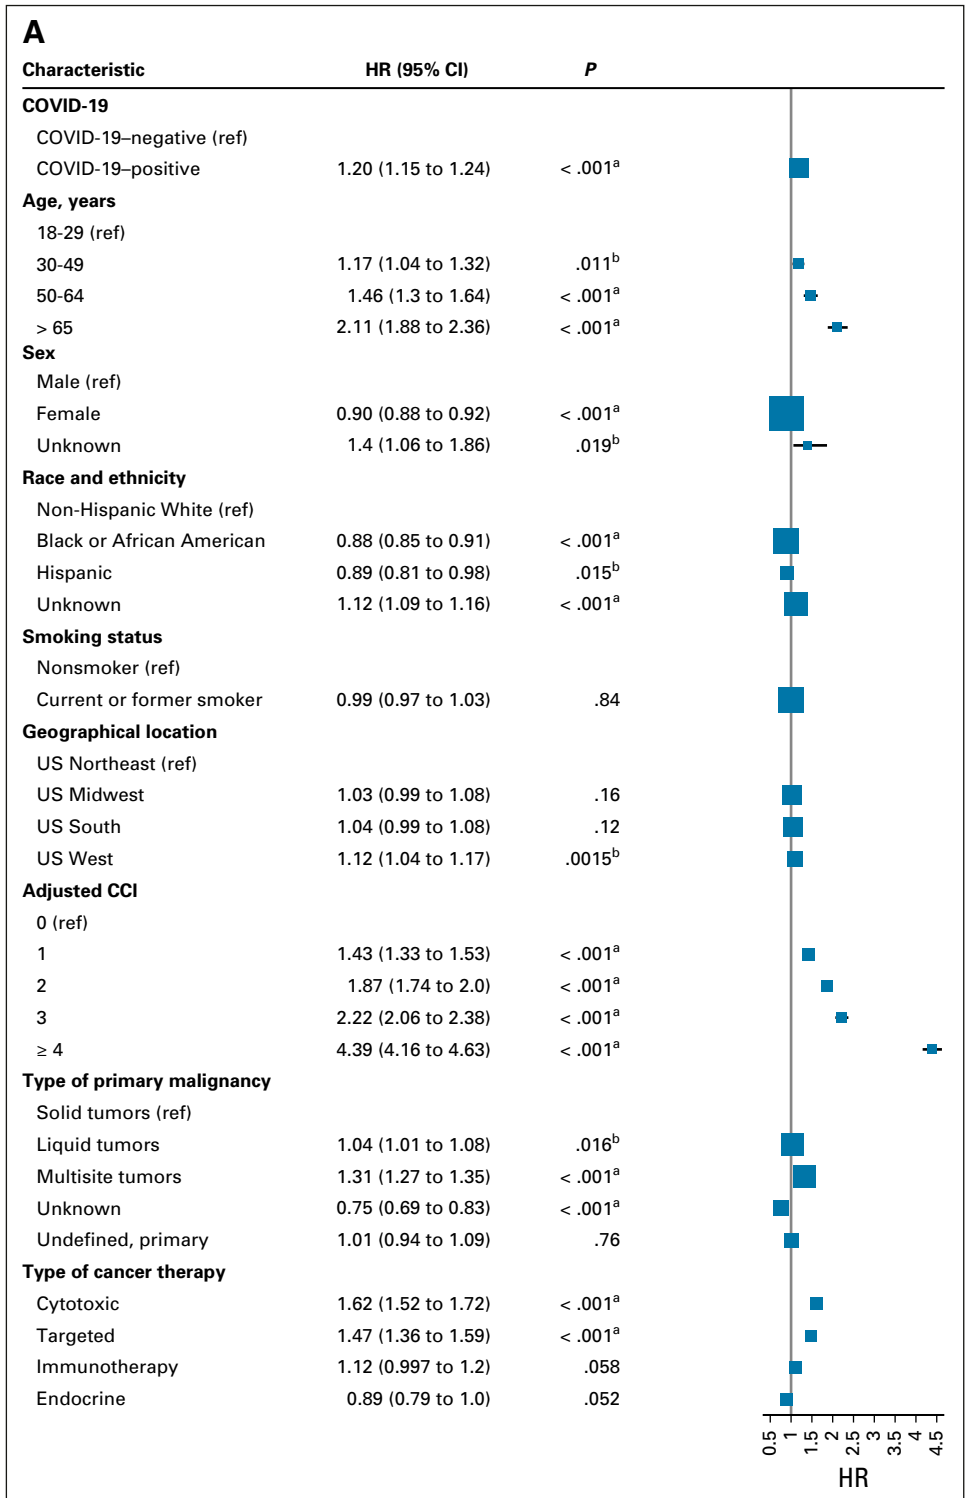 A
Characteristic HR (95% CI) P
COVID-19
COVID-19–negative (ref)
COVID-19–positive 1.20 (1.15 to 1.24) < .001a
Age, years
18-29 (ref)
30-49 1.17 (1.04 to 1.32) .011b
50-64 1.46 (1.3 to 1.64) < .001a
> 65 2.11 (1.88 to 2.36) < .001a
Sex
Male (ref)
Female 0.90 (0.88 to 0.92) < .001a
Unknown 1.4 (1.06 to 1.86) .019b
Race and ethnicity
Non-Hispanic White (ref)
Black or African American 0.88 (0.85 to 0.91) < .001a
Hispanic 0.89 (0.81 to 0.98) .015b
Unknown 1.12 (1.09 to 1.16) < .001a
Smoking status
Nonsmoker (ref)
Current or former smoker 0.99 (0.97 to 1.03) .84
Geographical location
US Northeast (ref)
US Midwest 1.03 (0.99 to 1.08) .16
US South 1.04 (0.99 to 1.08) .12
US West 1.12 (1.04 to 1.17) .0015b
Adjusted CCI
0 (ref)
1 1.43 (1.33 to 1.53) < .001a
2 1.87 (1.74 to 2.0) < .001a
3 2.22 (2.06 to 2.38) < .001a
≥ 4 4.39 (4.16 to 4.63) < .001a
Type of primary malignancy
Solid tumors (ref)
Liquid tumors 1.04 (1.01 to 1.08) .016b
Multisite tumors 1.31 (1.27 to 1.35) < .001a
Unknown 0.75 (0.69 to 0.83) < .001a
Undefined, primary 1.01 (0.94 to 1.09) .76
Type of cancer therapy
Cytotoxic 1.62 (1.52 to 1.72) < .001a
Targeted 1.47 (1.36 to 1.59) < .001a
Immunotherapy 1.12 (0.997 to 1.2) .058
Endocrine 0.89 (0.79 to 1.0) .052
0.5 1 1.5 2 2.5 3 3.5 4 4.5
HR